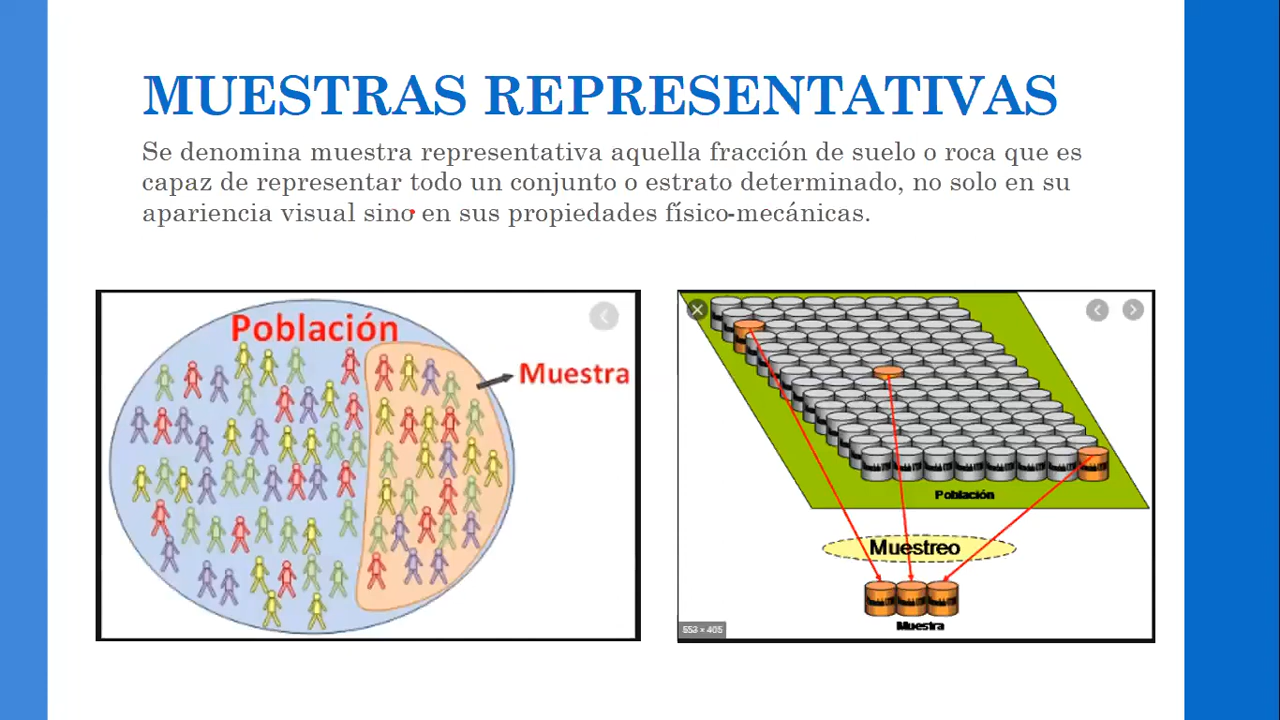 MUESTRAS REPRESENTATIVAS
Se denomina muestra representativa aquella fracción de suelo o roca que es
capaz de representar todo un conjunto o estrato determinado, no solo en su
apariencia visual sino en sus propiedades físico-mecánicas.
Población
Muestra
Población
Muestreo
Muestra
553 × 405